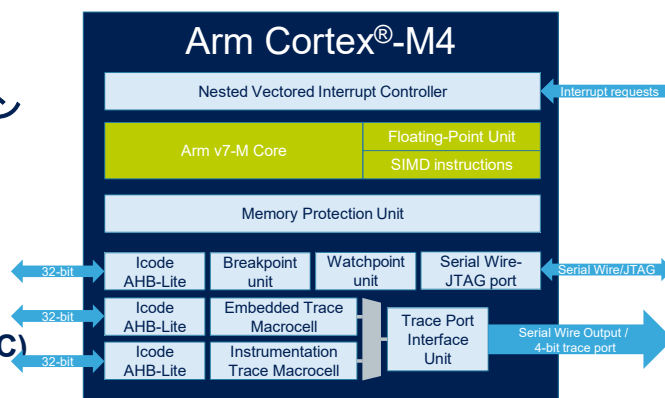 Arm Cortex®-M4
Nested Vectored Interrupt Controller
Interrupt requests
ン
Arm v7-M Core
Floating-Point Unit
SIMD instructions
Memory Protection Unit
32-bit
Icode
AHB-Lite
Breakpoint
unit
Watchpoint
unit
Serial Wire-
JTAG port
Serial Wire/JTAG
32-bit
Icode
AHB-Lite
Embedded Trace
Macrocell
Trace Port
Interface
Unit
Serial Wire Output /
4-bit trace port
C)
32-bit
Icode
AHB-Lite
Instrumentation
Trace Macrocell